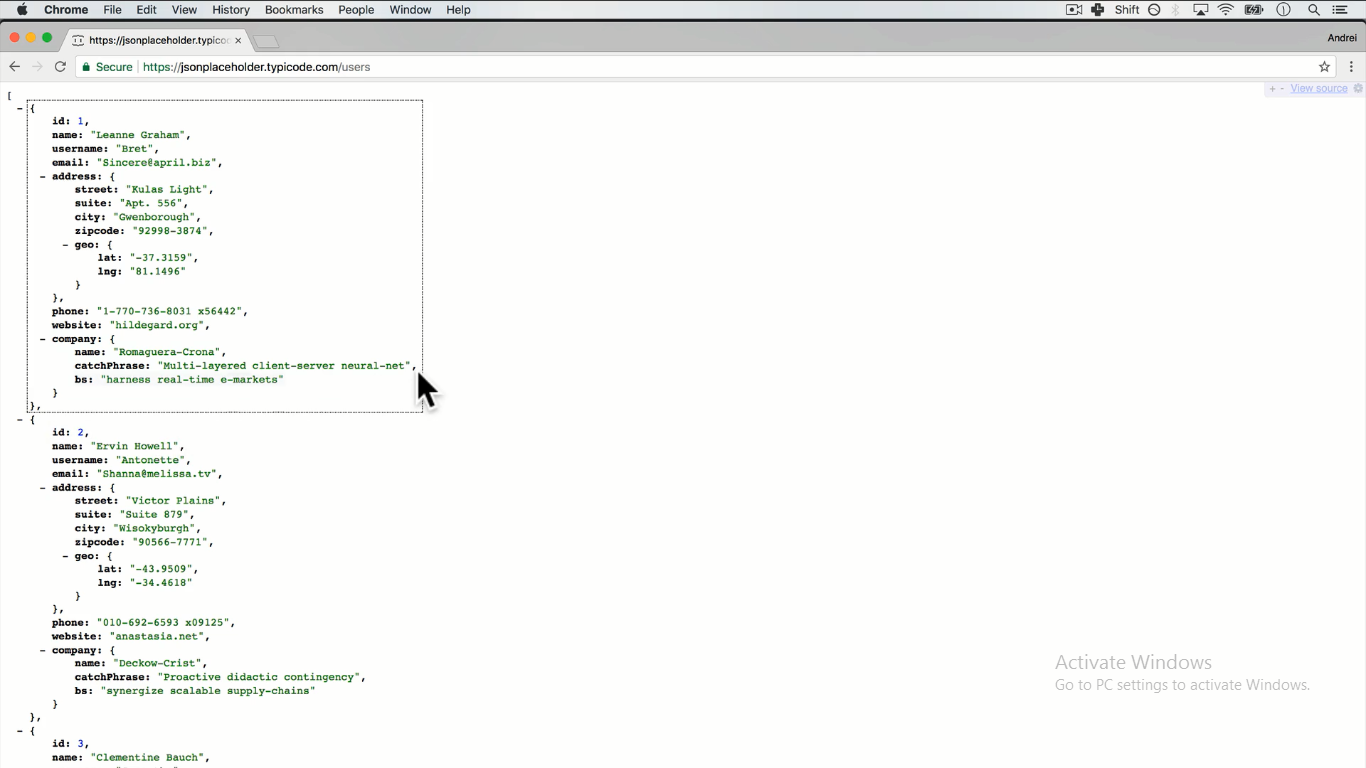 Chrome File Edit View History Bookmarks People Window Help Shift
https://jsonplaceholder.typico
Andrei
Secure https://jsonplaceholder.typicode.com/users
+ - View source
[
- {
id: 1,
name: "Leanne Graham",
username: "Bret",
email: "Sincere@april.biz",
- address: {
street: "Kulas Light",
suite: "Apt. 556",
city: "Gwenborough",
zipcode: "92998-3874",
- geo: {
lat: "-37.3159",
lng: "81.1496"
}
},
phone: "1-770-736-8031 x56442",
website: "hildegard.org",
- company: {
name: "Romaguera-Crona",
catchPhrase: "Multi-layered client-server neural-net",
bs: "harness real-time e-markets"
}
},
- {
id: 2,
name: "Ervin Howell",
username: "Antonette",
email: "Shanna@melissa.tv",
- address: {
street: "Victor Plains",
suite: "Suite 879",
city: "Wisokyburgh",
zipcode: "90566-7771",
- geo: {
lat: "-43.9509",
lng: "-34.4618"
}
},
phone: "010-692-6593 x09125",
website: "anastasia.net",
- company: {
name: "Deckow-Crist",
catchPhrase: "Proactive didactic contingency",
bs: "synergize scalable supply-chains"
}
},
- {
id: 3,
name: "Clementine Bauch",
Activate Windows
Go to PC settings to activate Windows.